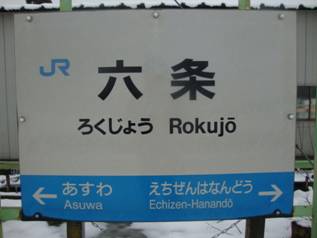 JR
六条
ろくじょう Rokujō
← あすわ えちぜんはなんどう →
Asuwa Echizen-Hanandō